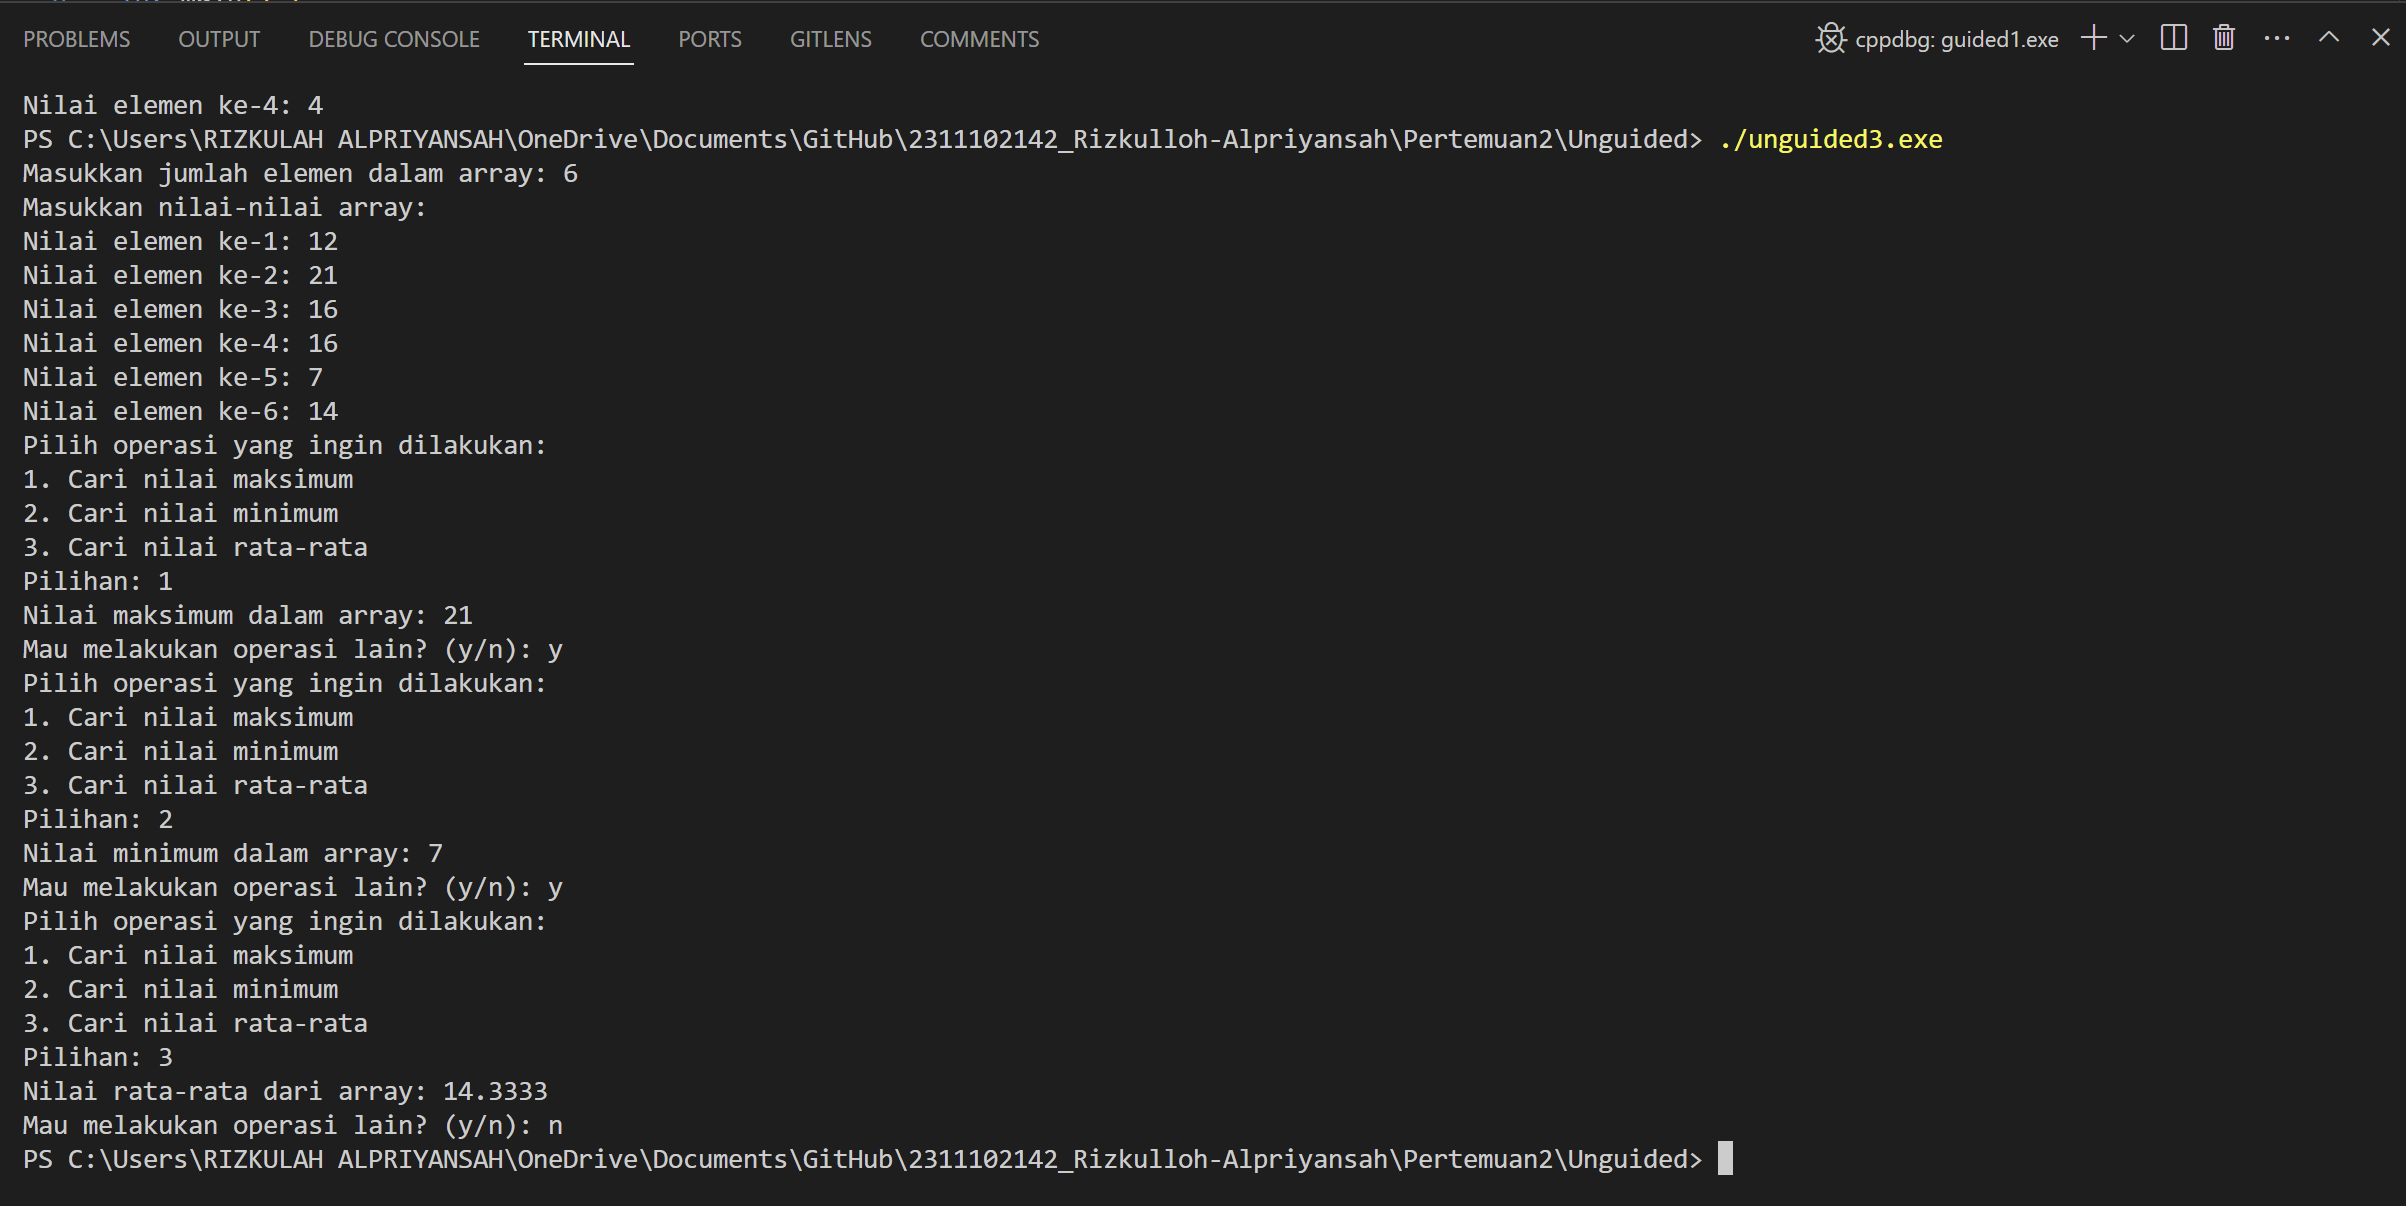 PROBLEMS OUTPUT DEBUG CONSOLE TERMINAL PORTS GITLENS COMMENTS cppdbg: guided1.exe
Nilai elemen ke-4: 4
PS C:\Users\RIZKULAH ALPRIYANSAH\OneDrive\Documents\GitHub\2311102142_Rizkulloh-Alpriyansah\Pertemuan2\Unguided> ./unguided3.exe
Masukkan jumlah elemen dalam array: 6
Masukkan nilai-nilai array:
Nilai elemen ke-1: 12
Nilai elemen ke-2: 21
Nilai elemen ke-3: 16
Nilai elemen ke-4: 16
Nilai elemen ke-5: 7
Nilai elemen ke-6: 14
Pilih operasi yang ingin dilakukan:
1. Cari nilai maksimum
2. Cari nilai minimum
3. Cari nilai rata-rata
Pilihan: 1
Nilai maksimum dalam array: 21
Mau melakukan operasi lain? (y/n): y
Pilih operasi yang ingin dilakukan:
1. Cari nilai maksimum
2. Cari nilai minimum
3. Cari nilai rata-rata
Pilihan: 2
Nilai minimum dalam array: 7
Mau melakukan operasi lain? (y/n): y
Pilih operasi yang ingin dilakukan:
1. Cari nilai maksimum
2. Cari nilai minimum
3. Cari nilai rata-rata
Pilihan: 3
Nilai rata-rata dari array: 14.3333
Mau melakukan operasi lain? (y/n): n
PS C:\Users\RIZKULAH ALPRIYANSAH\OneDrive\Documents\GitHub\2311102142_Rizkulloh-Alpriyansah\Pertemuan2\Unguided>